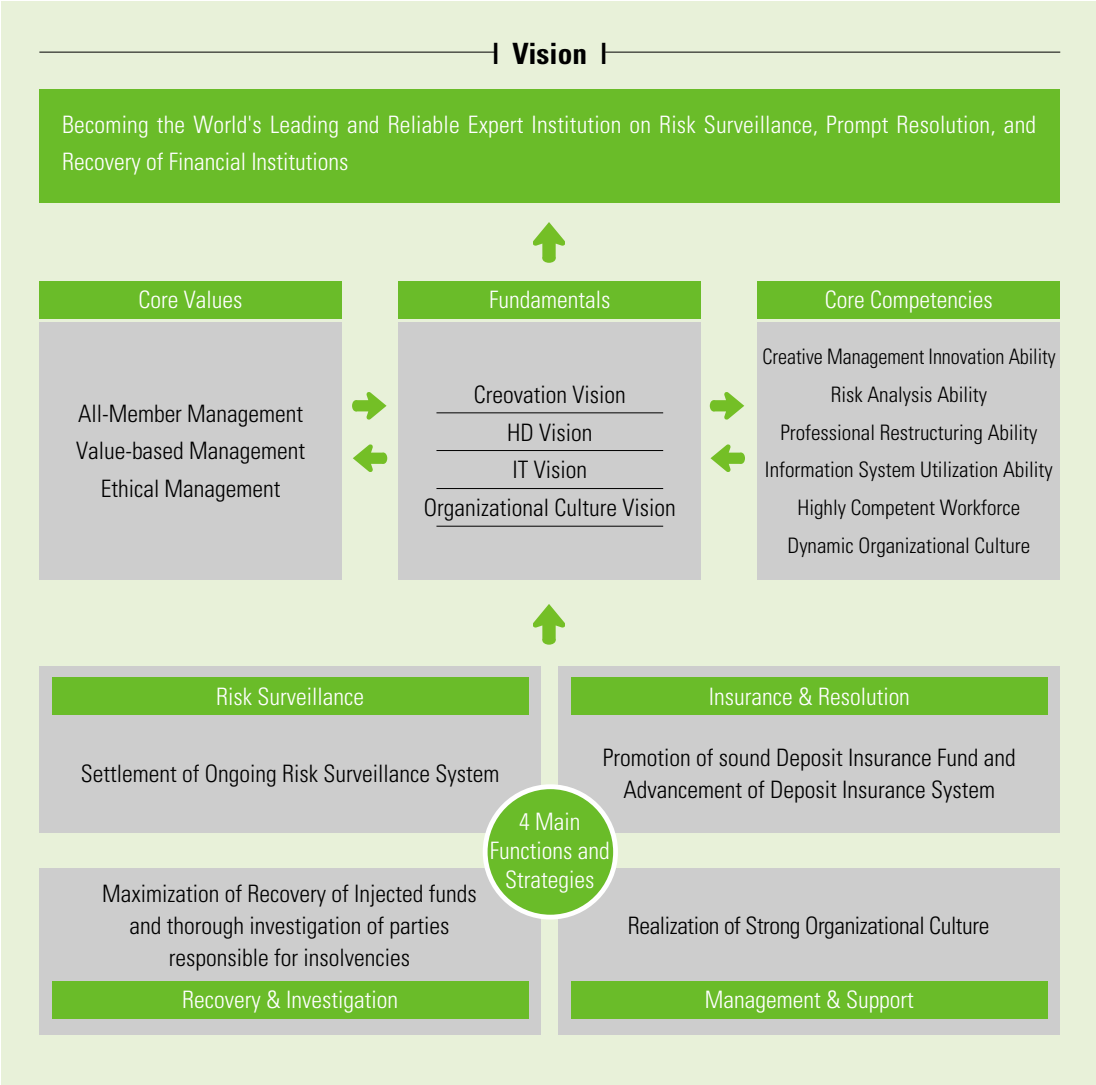 Vision
Becoming the World's Leading and Reliable Expert Institution on Risk Surveillance, Prompt Resolution, and
Recovery of Financial Institutions
Core Values
All-Member Management
Value-based Management
Ethical Management
Fundamentals
Creovation Vision
HD Vision
IT Vision
Organizational Culture Vision
Core Competencies
Creative Management Innovation Ability
Risk Analysis Ability
Professional Restructuring Ability
Information System Utilization Ability
Highly Competent Workforce
Dynamic Organizational Culture
Risk Surveillance
Settlement of Ongoing Risk Surveillance System
Insurance & Resolution
Promotion of sound Deposit Insurance Fund and
Advancement of Deposit Insurance System
4 Main
Functions and
Strategies
Maximization of Recovery of Injected funds
and thorough investigation of parties
responsible for insolvencies
Recovery & Investigation
Realization of Strong Organizational Culture
Management & Support